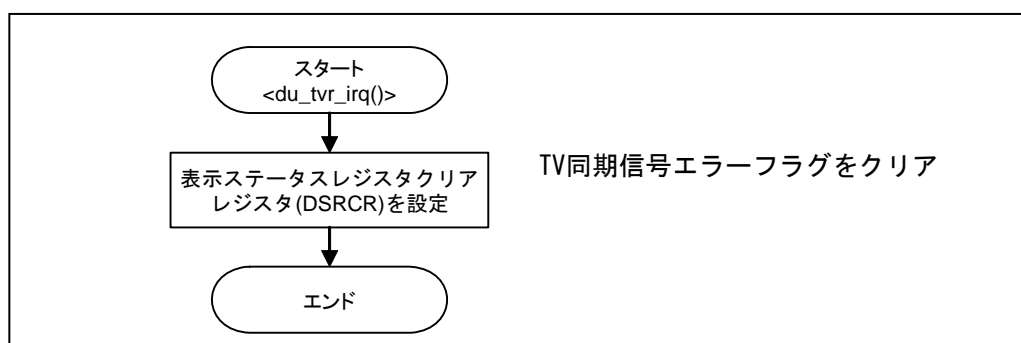 スタート
<du_tvr_irq()>
表示ステータスレジスタクリア
レジスタ(DSRCR)を設定
TV同期信号エラーフラグをクリア
エンド